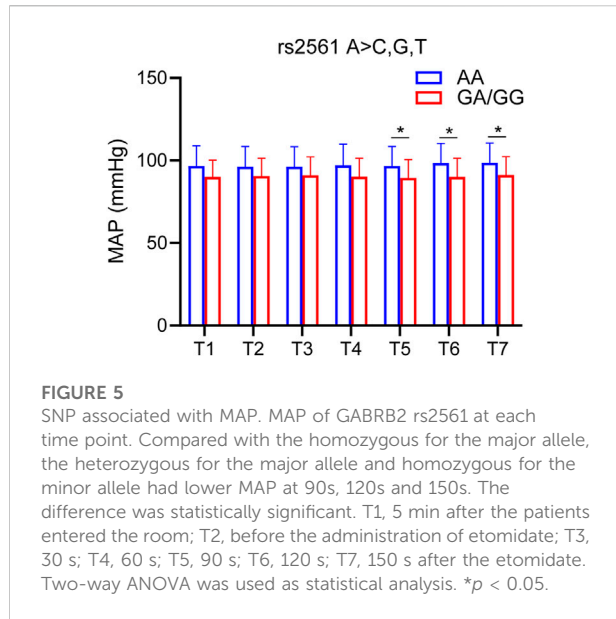 rs2561 A>C,G,T
AA
GA/GG
150
100
50
0
MAP (mmHg)
* * *
T1 T2 T3 T4 T5 T6 T7
FIGURE 5
SNP associated with MAP. MAP of GABRB2 rs2561 at each
time point. Compared with the homozygous for the major allele,
the heterozygous for the major allele and homozygous for the
minor allele had lower MAP at 90s, 120s and 150s. The
difference was statistically significant. T1, 5 min after the patients
entered the room; T2, before the administration of etomidate; T3,
30 s; T4, 60 s; T5, 90 s; T6, 120 s; T7, 150 s after the etomidate.
Two-way ANOVA was used as statistical analysis. *p < 0.05.